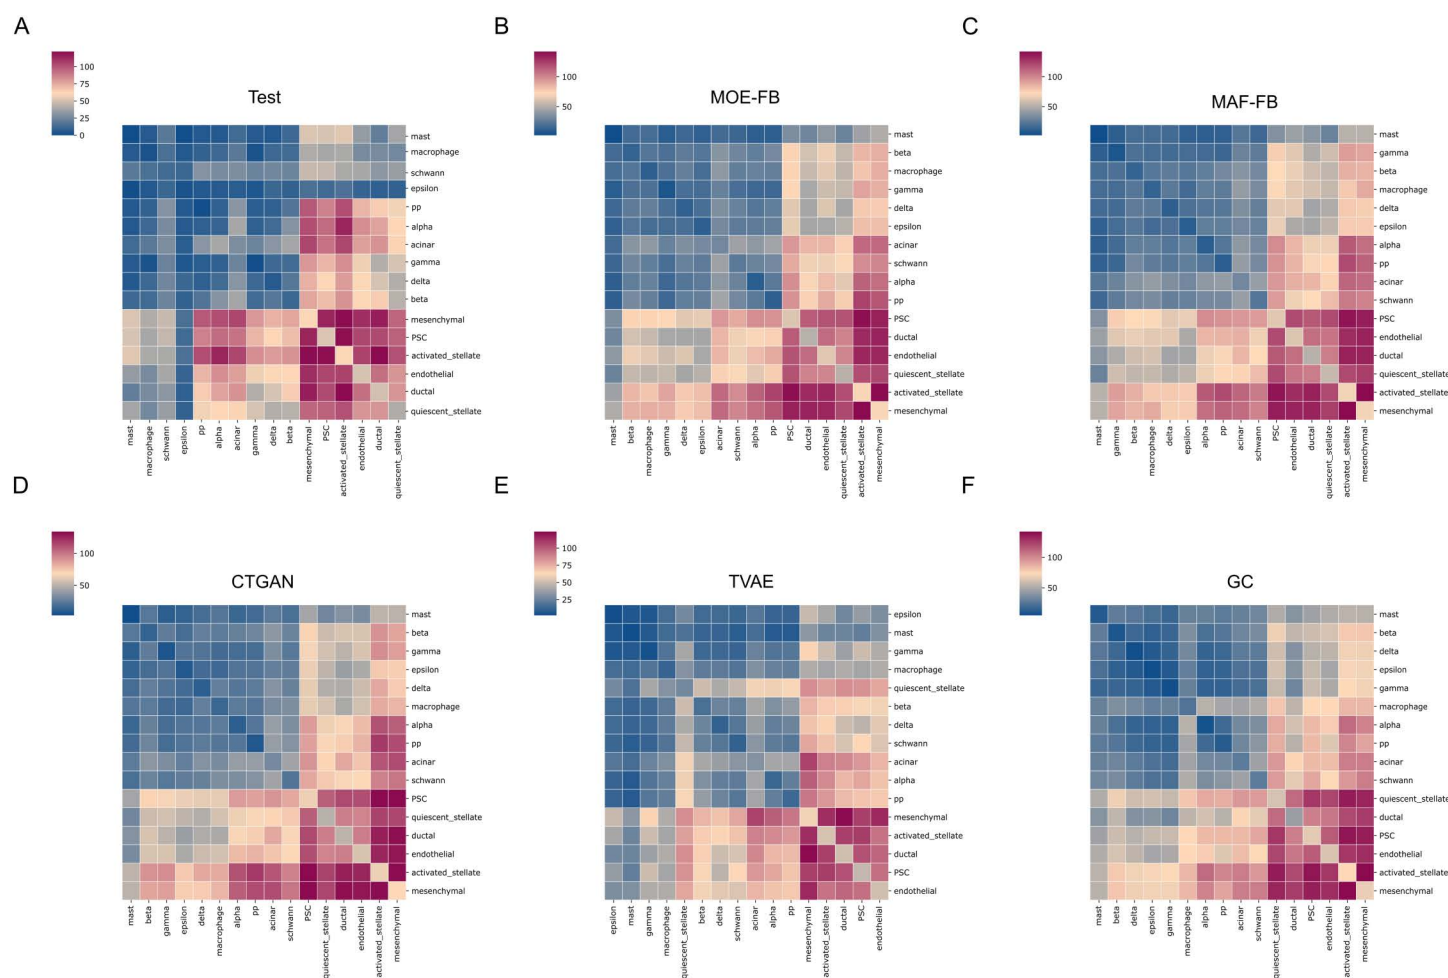 A
100
75
50
25
0
Test
mast
macrophage
schwann
epsilon
pp
alpha
acinar
gamma
delta
beta
mesenchymal
PSC
activated_stellate
endothelial
ductal
quiescent_stellate
mast
macrophage
schwann
epsilon
pp
alpha
acinar
gamma
delta
beta
mesenchymal
PSC
activated_stellate
endothelial
ductal
quiescent_stellate
B
100
50
MOE-FB
mast
beta
macrophage
gamma
delta
epsilon
acinar
schwann
alpha
pp
PSC
ductal
endothelial
quiescent_stellate
activated_stellate
mesenchymal
mast
beta
macrophage
gamma
delta
epsilon
acinar
schwann
alpha
pp
PSC
ductal
endothelial
quiescent_stellate
activated_stellate
mesenchymal
C
100
50
MAF-FB
mast
gamma
beta
macrophage
delta
epsilon
alpha
pp
acinar
schwann
PSC
endothelial
ductal
quiescent_stellate
activated_stellate
mesenchymal
mast
gamma
beta
macrophage
delta
epsilon
alpha
pp
acinar
schwann
PSC
endothelial
ductal
quiescent_stellate
activated_stellate
mesenchymal
D
100
50
CTGAN
mast
beta
gamma
epsilon
delta
macrophage
alpha
pp
acinar
schwann
PSC
quiescent_stellate
ductal
endothelial
activated_stellate
mesenchymal
mast
beta
gamma
epsilon
delta
macrophage
alpha
pp
acinar
schwann
PSC
quiescent_stellate
ductal
endothelial
activated_stellate
mesenchymal
E
100
75
50
25
TVAE
epsilon
mast
gamma
macrophage
quiescent_stellate
beta
delta
schwann
acinar
alpha
pp
mesenchymal
activated_stellate
ductal
PSC
endothelial
epsilon
mast
gamma
macrophage
quiescent_stellate
beta
delta
schwann
acinar
alpha
pp
mesenchymal
activated_stellate
ductal
PSC
endothelial
F
100
50
GC
mast
beta
delta
epsilon
gamma
macrophage
alpha
pp
acinar
schwann
quiescent_stellate
ductal
PSC
endothelial
activated_stellate
mesenchymal
mast
beta
delta
epsilon
gamma
macrophage
alpha
pp
acinar
schwann
quiescent_stellate
ductal
PSC
endothelial
activated_stellate
mesenchymal